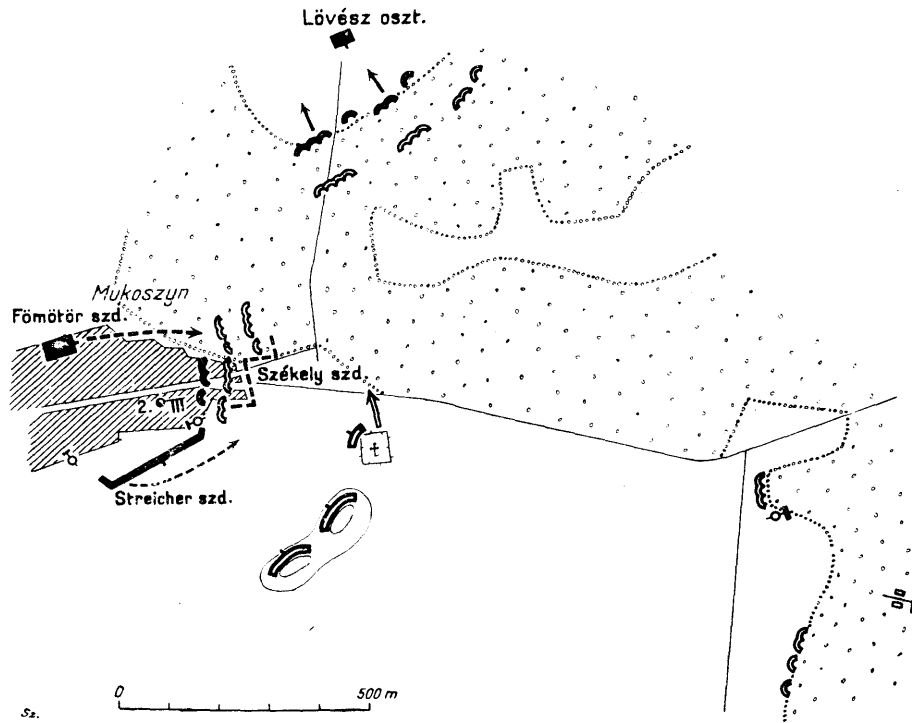 Lövész oszt.
Mukoszyn
Fömötör szd.
Székely szd.
2. III
Streicher szd.
0 500 m
Sz.